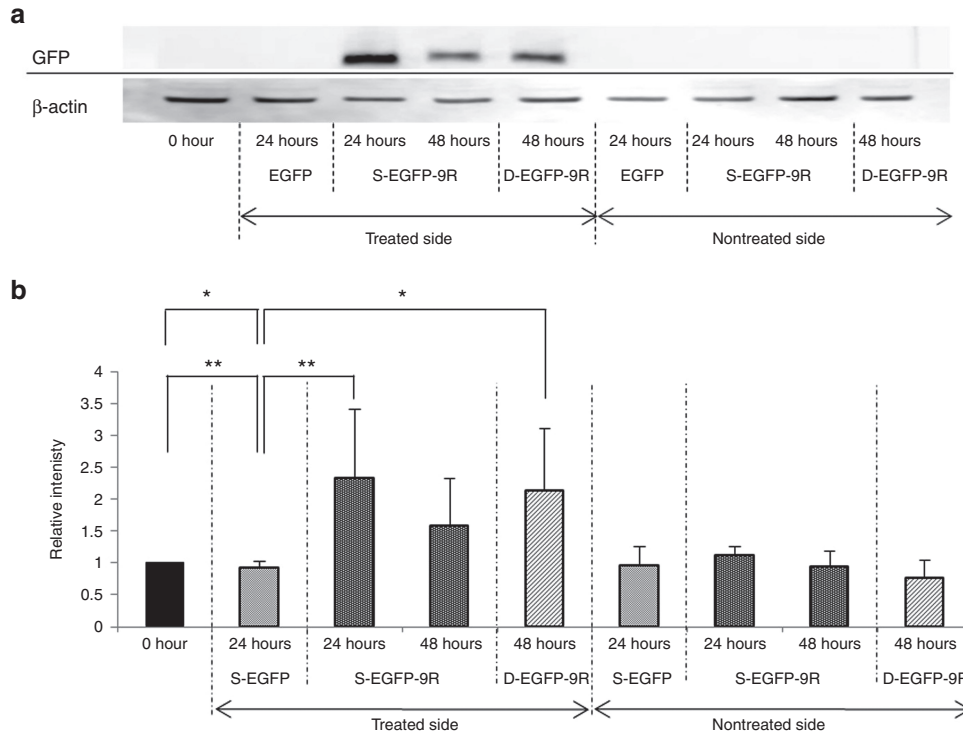 a
GFP
β-actin
0 hour 24 hours 24 hours 48 hours 48 hours 24 hours 24 hours 48 hours 48 hours
EGFP S-EGFP-9R D-EGFP-9R EGFP S-EGFP-9R D-EGFP-9R
Treated side Nontreated side
b
* *
** **
Relative intenisty
4
3.5
3
2.5
2
1.5
1
0.5
0
0 hour 24 hours 24 hours 48 hours 48 hours 24 hours 24 hours 48 hours 48 hours
S-EGFP S-EGFP-9R D-EGFP-9R S-EGFP S-EGFP-9R D-EGFP-9R
Treated side Nontreated side